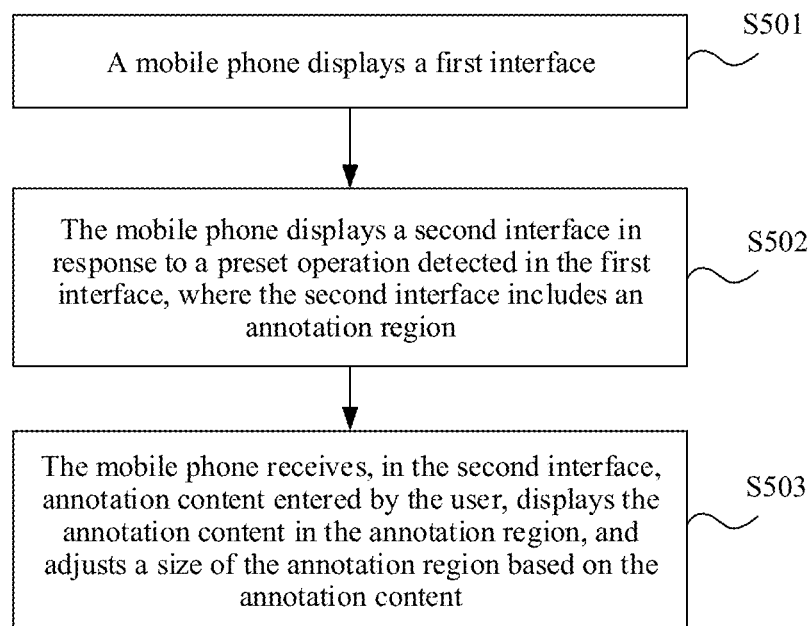 S501
A mobile phone displays a first interface
The mobile phone displays a second interface in
response to a preset operation detected in the first
interface, where the second interface includes an
annotation region
S502
The mobile phone receives, in the second interface,
annotation content entered by the user, displays the
annotation content in the annotation region, and
adjusts a size of the annotation region based on the
annotation content
S503